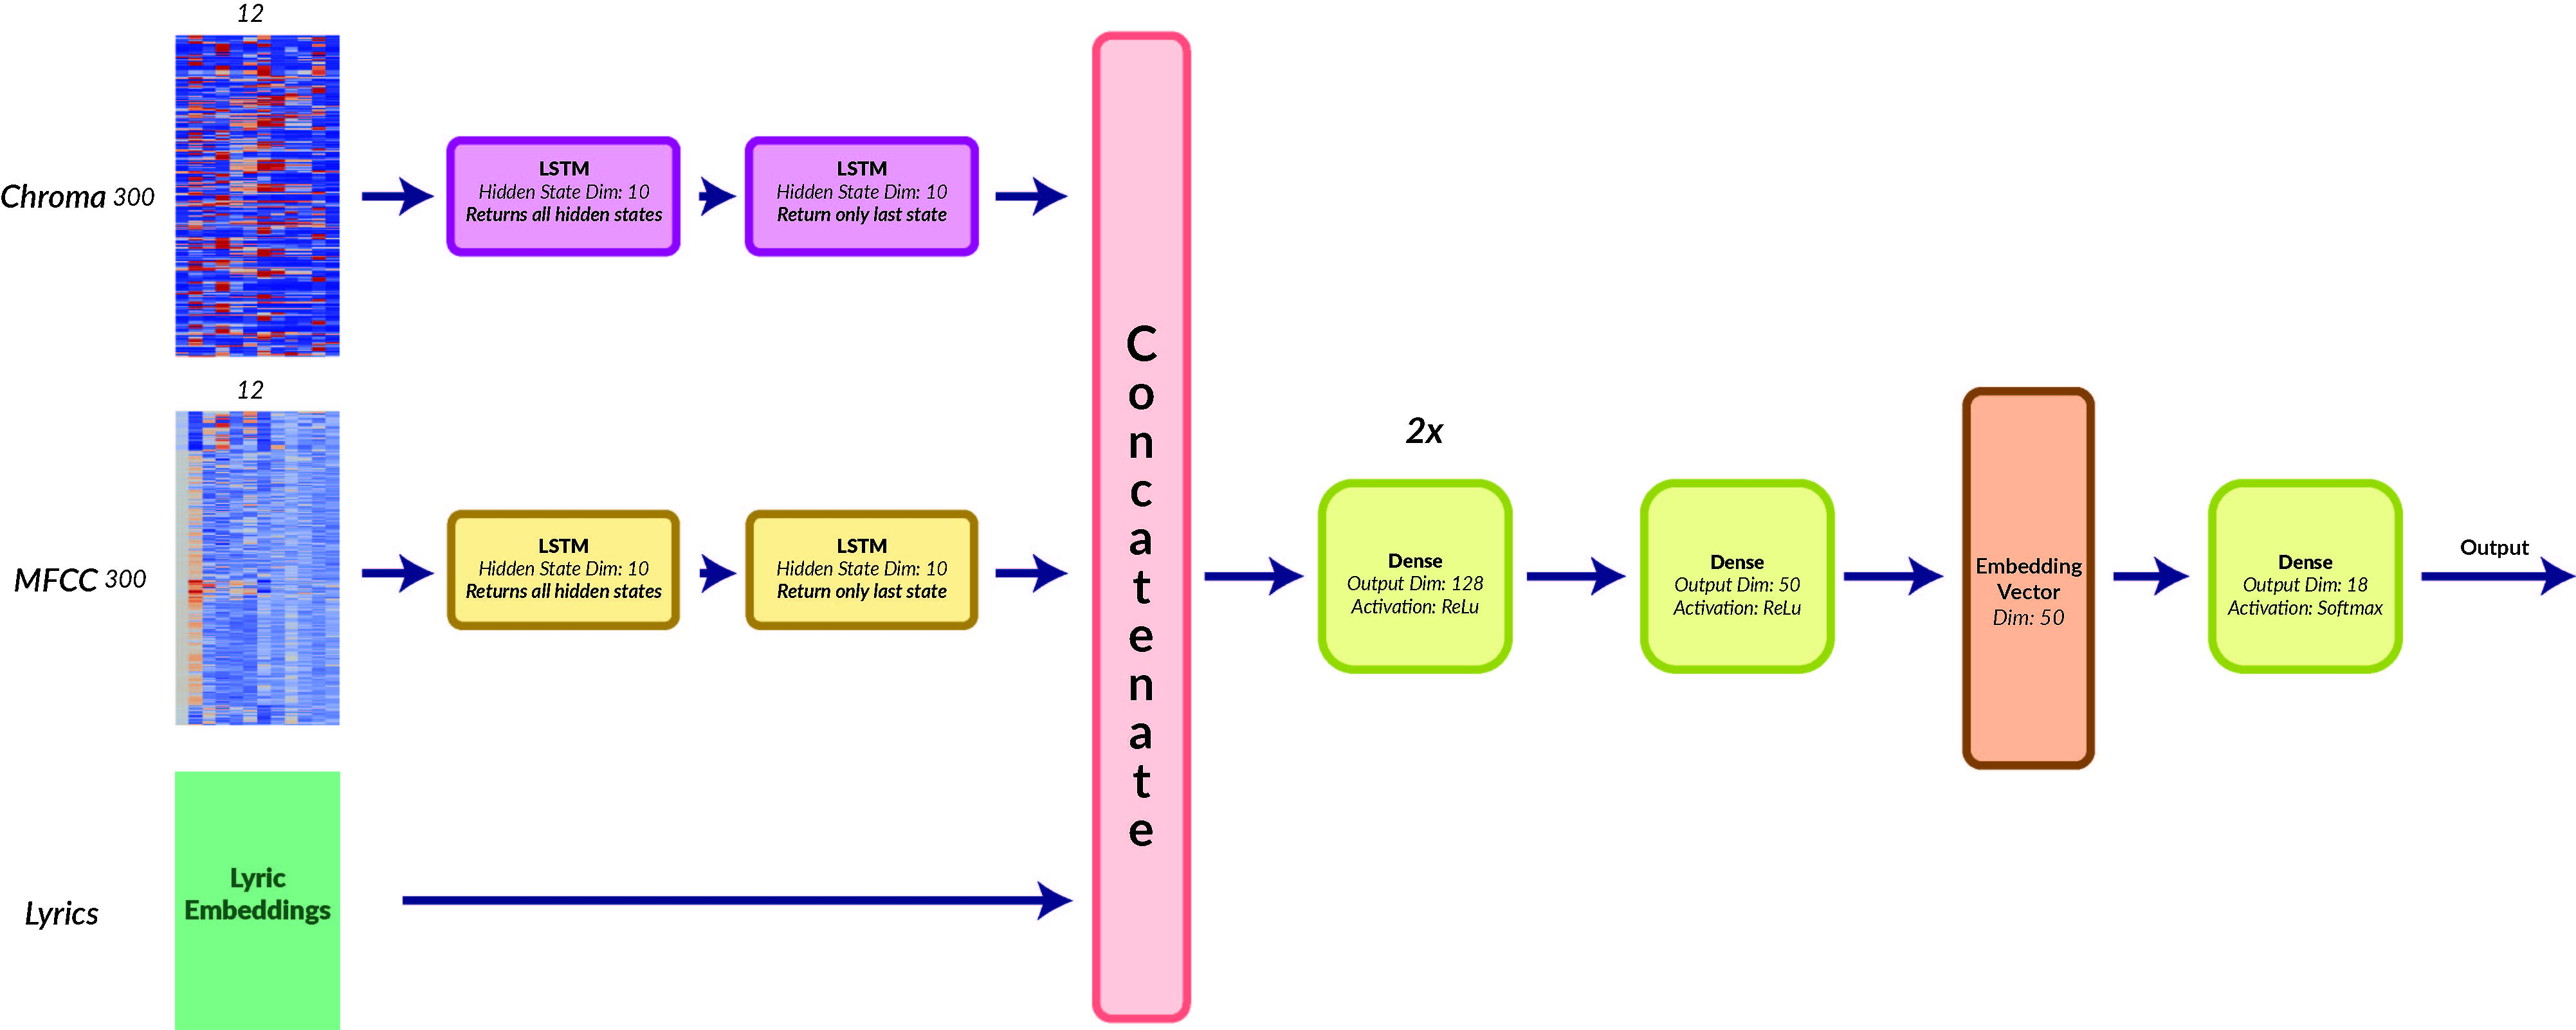 12
Chroma 300
LSTM
Hidden State Dim: 10
Returns all hidden states
LSTM
Hidden State Dim: 10
Return only last state
12
MFCC 300
LSTM
Hidden State Dim: 10
Returns all hidden states
LSTM
Hidden State Dim: 10
Return only last state
Lyrics
Lyric
Embeddings
Concatenate
2x
Dense
Output Dim: 128
Activation: ReLu
Dense
Output Dim: 50
Activation: ReLu
Embedding
Vector
Dim: 50
Dense
Output Dim: 18
Activation: Softmax
Output